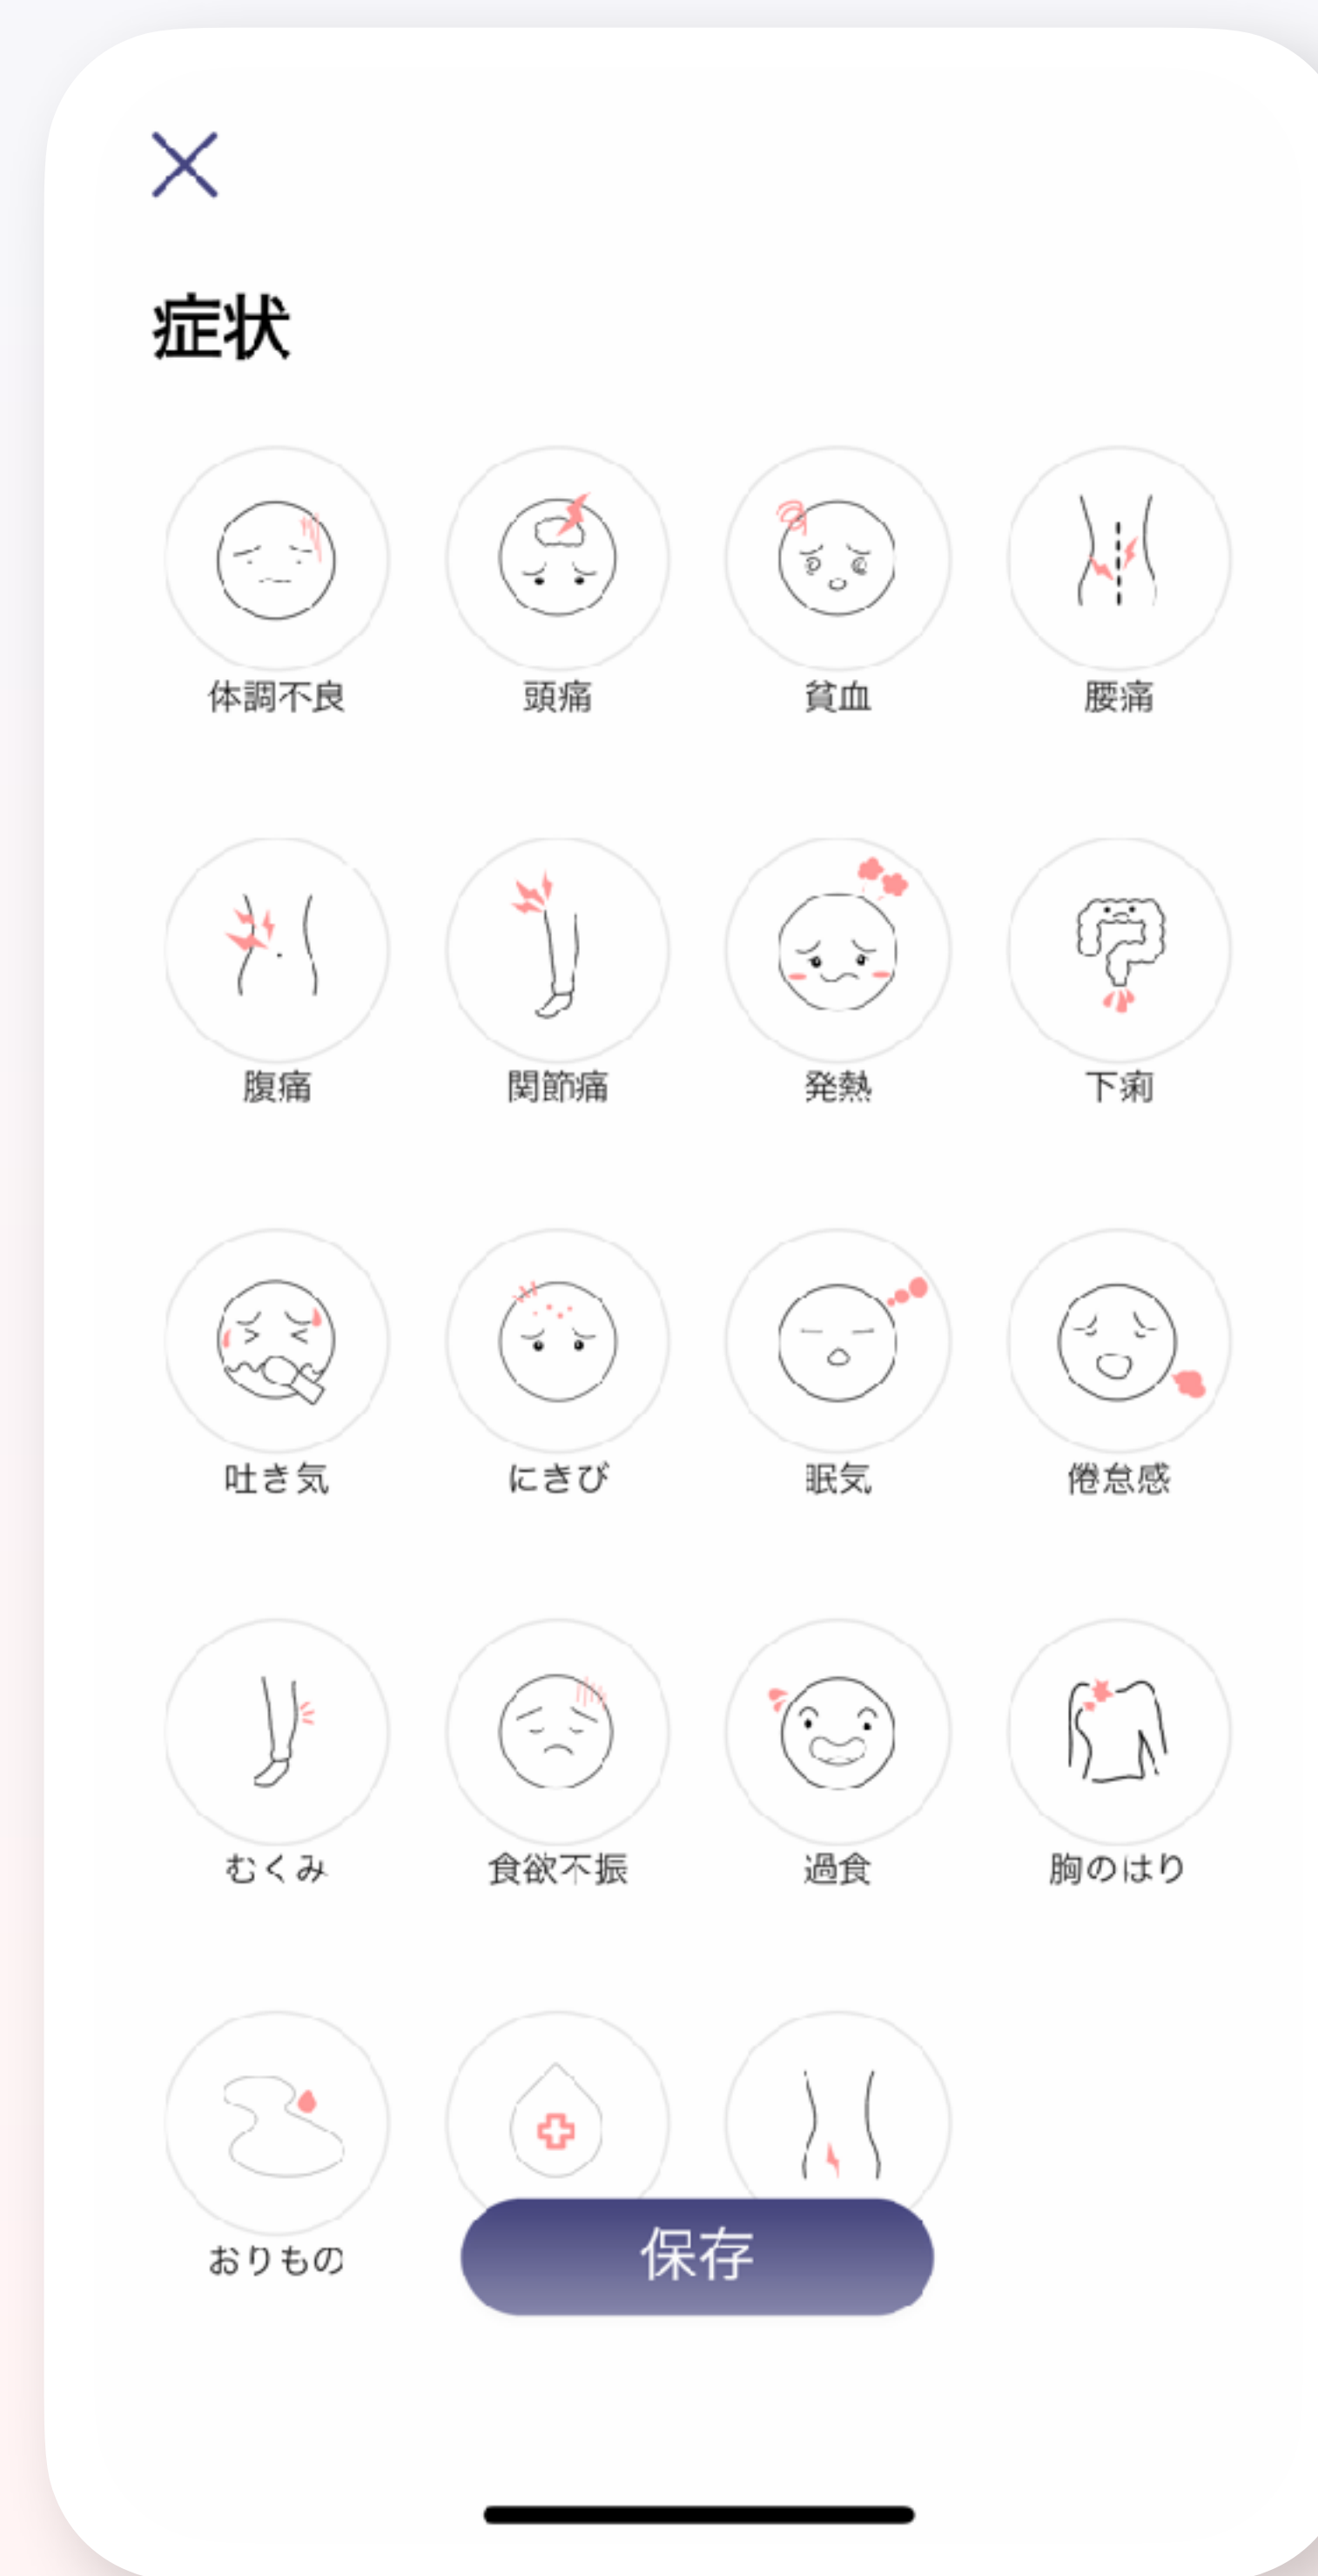 症状
体調不良
頭痛
貧血
腰痛
腹痛
関節痛
発熱
下痢
吐き気
にきび
眠気
倦怠感
むくみ
食欲不振
過食
胸のはり
おりもの
保存